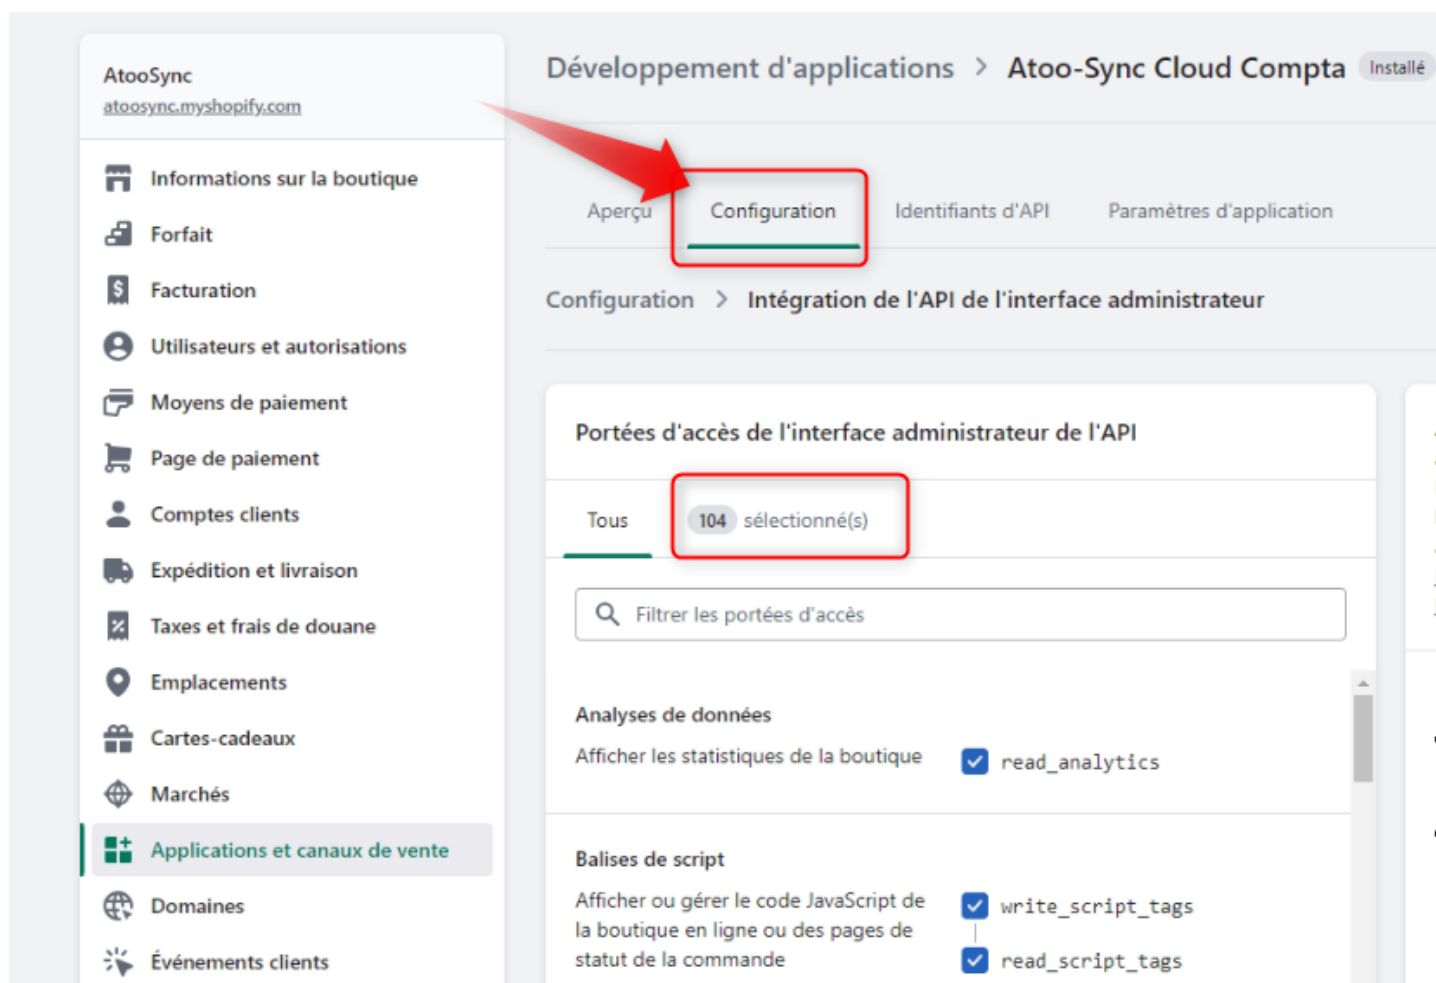 AtooSync
atoosync.myshopify.com
Informations sur la boutique
Forfait
Facturation
Utilisateurs et autorisations
Moyens de paiement
Page de paiement
Comptes clients
Expédition et livraison
Taxes et frais de douane
Emplacements
Cartes-cadeaux
Marchés
Applications et canaux de vente
Domaines
Événements clients
Développement d'applications > Atoo-Sync Cloud Compta Installé
Aperçu Configuration Identifiants d'API Paramètres d'application
Configuration > Intégration de l'API de l'interface administrateur
Portées d'accès de l'interface administrateur de l'API
Tous 104 sélectionné(s)
Filtrer les portées d'accès
Analyses de données
Afficher les statistiques de la boutique read_analytics
Balises de script
Afficher ou gérer le code JavaScript de write_script_tags
la boutique en ligne ou des pages de
statut de la commande read_script_tags